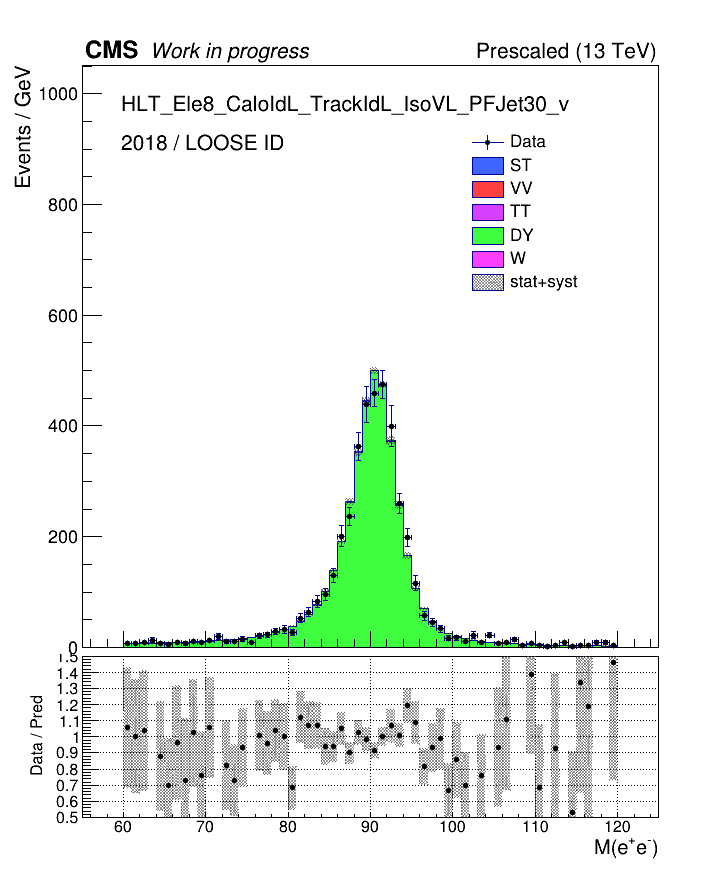 CMS Work in progress Prescaled (13 TeV)
Events / GeV
1000
800
600
400
200
0
HLT_Ele8_CaloIdL_TrackIdL_IsoVL_PFJet30_v
2018 / LOOSE ID
Data
ST
VV
TT
DY
W
stat+syst
Data / Pred
1.5
1.4
1.3
1.2
1.1
1
0.9
0.8
0.7
0.6
0.5
60 70 80 90 100 110 120
M(e⁺e⁻)